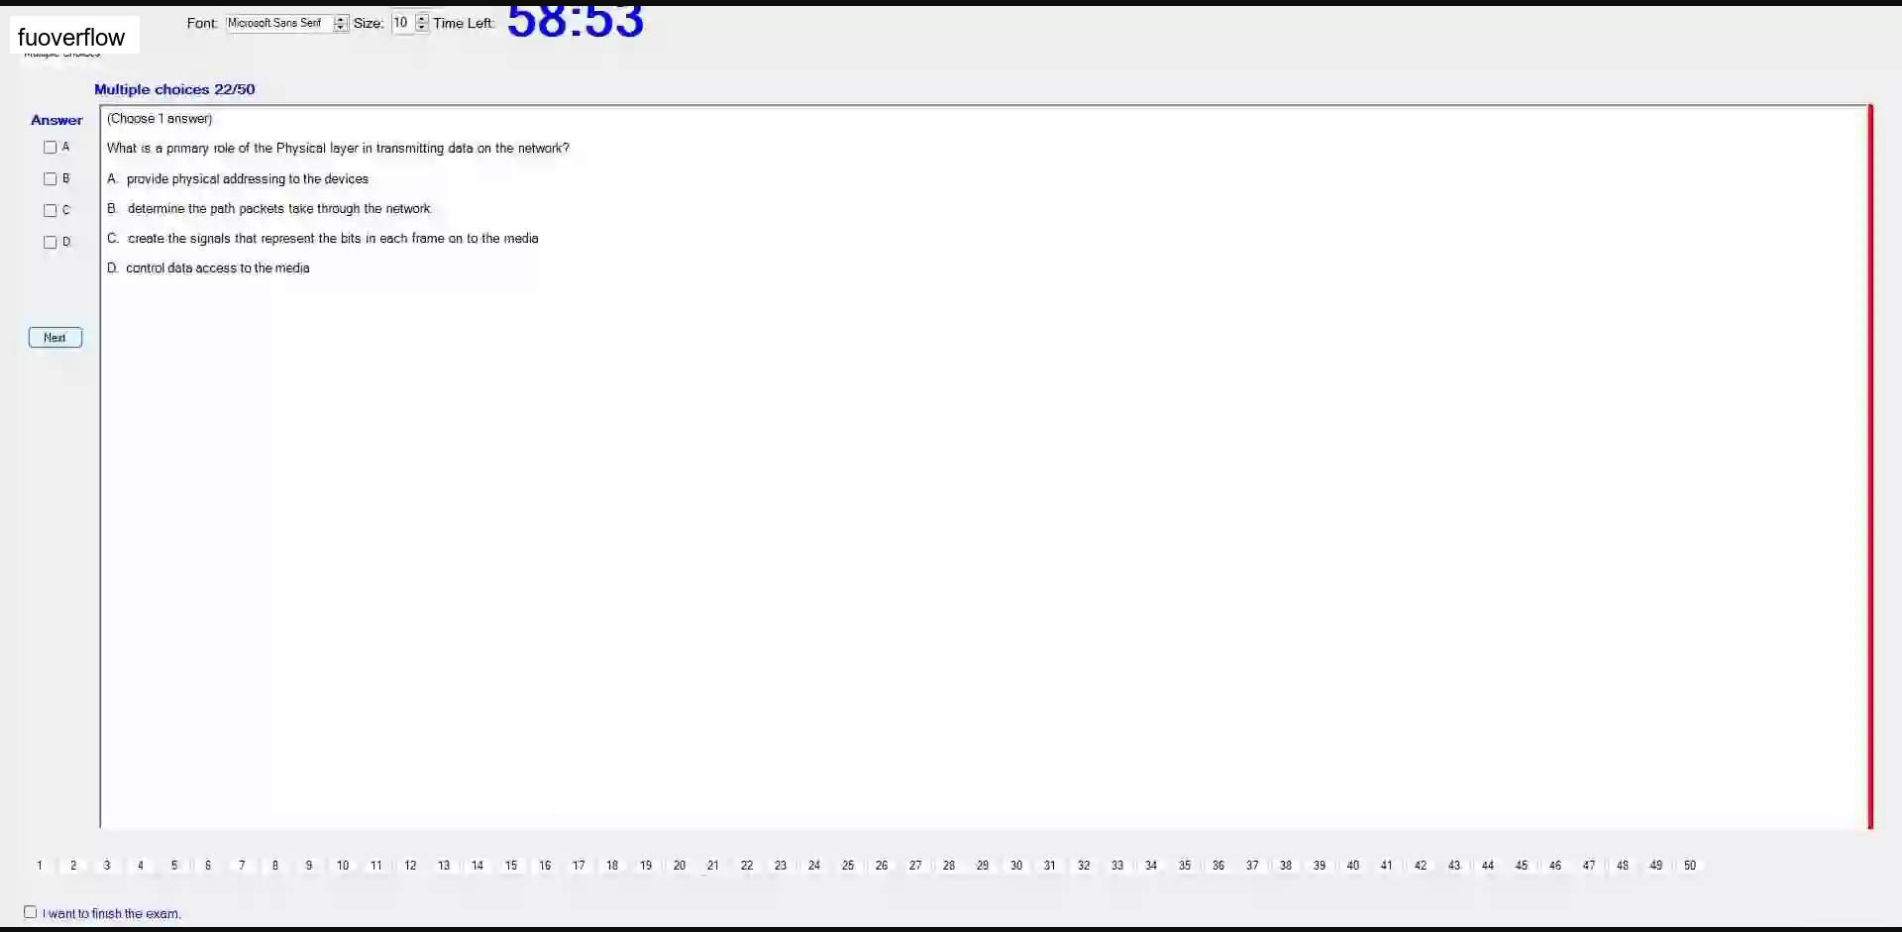 Font: Microsoft Sans Serif Size: 10 Time Left: 58:53
fuoverflow
Multiple choices
Multiple choices 22/50
Answer
(Choose 1 answer)
A
What is a primary role of the Physical layer in transmitting data on the network?
B
A. provide physical addressing to the devices
C
B. determine the path packets take through the network
D
C. create the signals that represent the bits in each frame on to the media
D. control data access to the media
Next
1 2 3 4 5 6 7 8 9 10 11 12 13 14 15 16 17 18 19 20 21 22 23 24 25 26 27 28 29 30 31 32 33 34 35 36 37 38 39 40 41 42 43 44 45 46 47 48 49 50
I want to finish the exam.